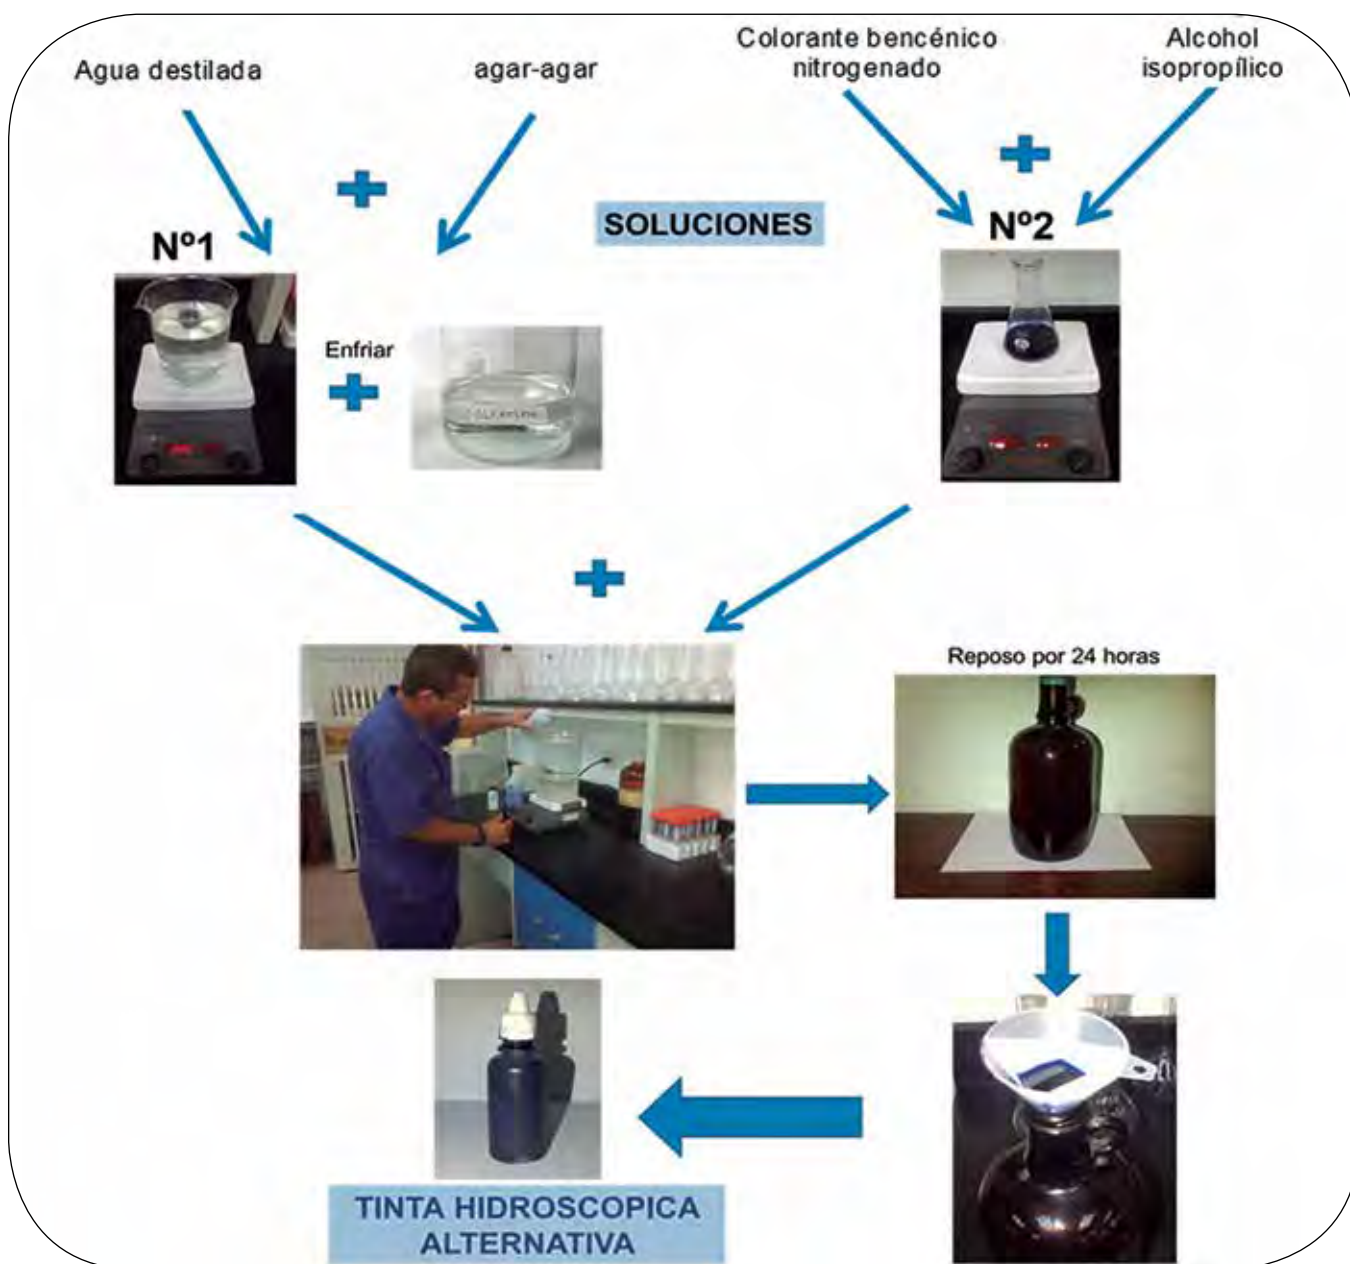 Agua destilada
agar-agar
Colorante bencénico
nitrogenado
Alcohol
isopropílico
SOLUCIONES
Nº1
Nº2
Enfriar
Reposo por 24 horas
TINTA HIDROSCOPICA
ALTERNATIVA